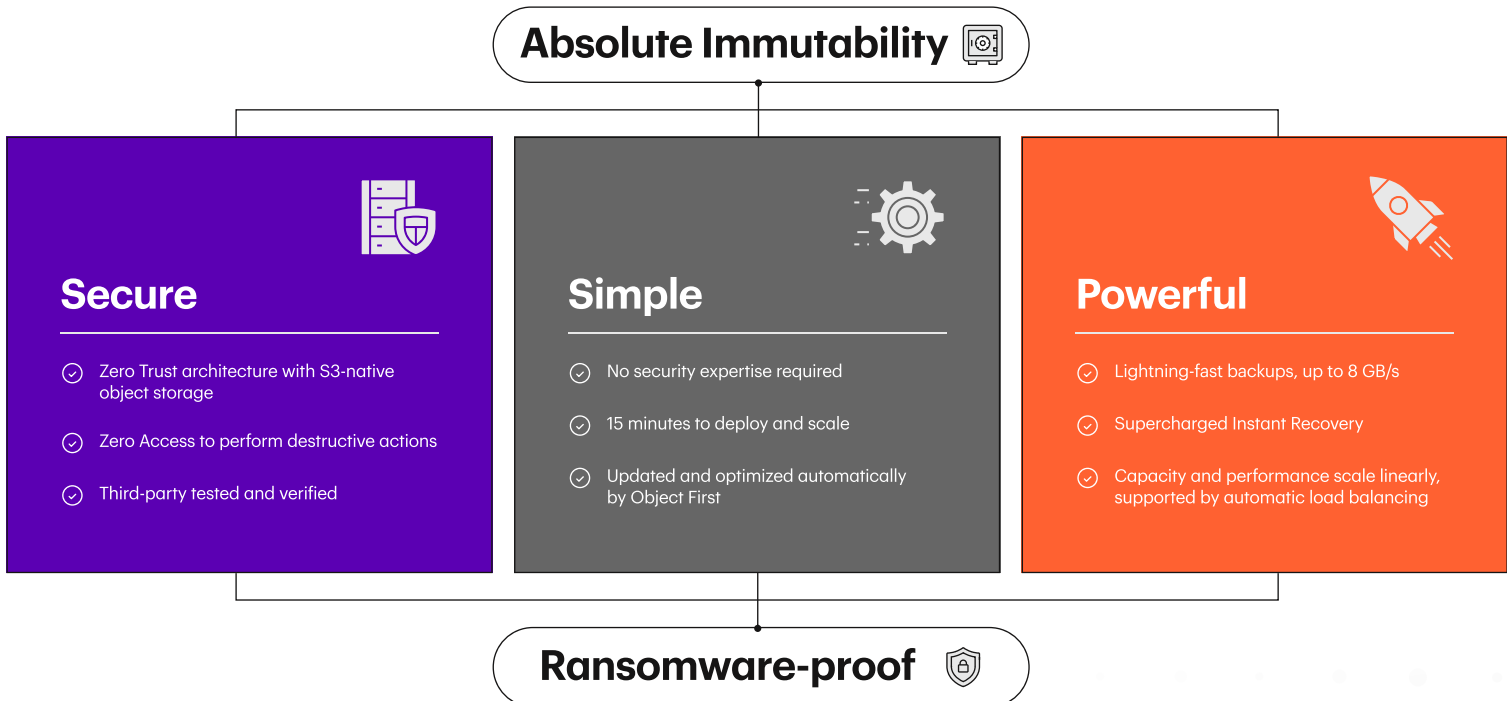 Absolute Immutability
Secure
Zero Trust architecture with S3-native
object storage
Zero Access to perform destructive actions
Third-party tested and verified
Simple
No security expertise required
15 minutes to deploy and scale
Updated and optimized automatically
by Object First
Powerful
Lightning-fast backups, up to 8 GB/s
Supercharged Instant Recovery
Capacity and performance scale linearly,
supported by automatic load balancing
Ransomware-proof